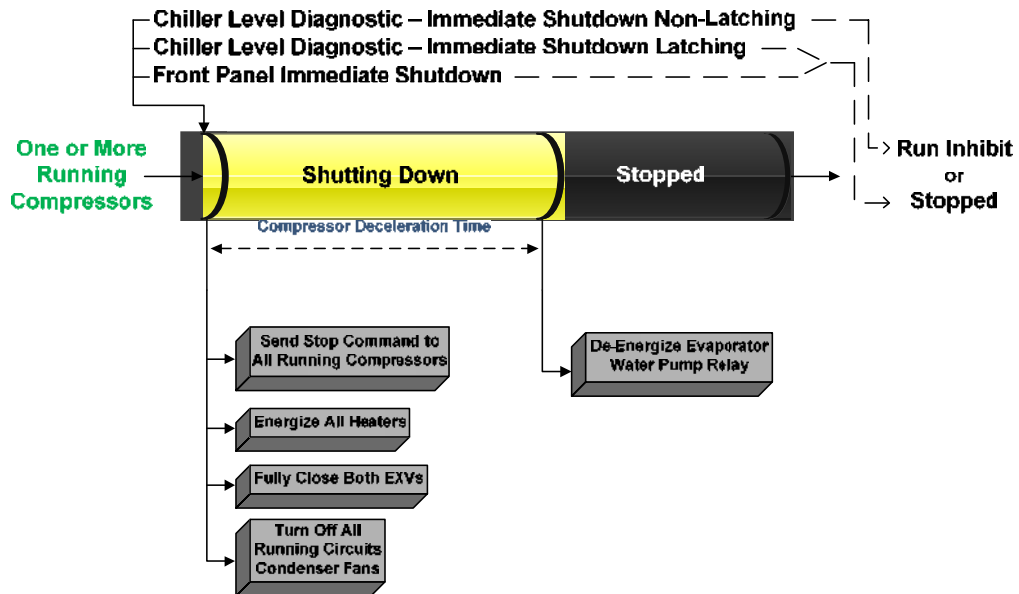 Chiller Level Diagnostic – Immediate Shutdown Non-Latching
Chiller Level Diagnostic – Immediate Shutdown Latching
Front Panel Immediate Shutdown
One or More
Running
Compressors
Shutting Down
Stopped
Run Inhibit
or
Stopped
Compressor Deceleration Time
Send Stop Command to
All Running Compressors
De-Energize Evaporator
Water Pump Relay
Energize All Heaters
Fully Close Both EXVs
Turn Off All
Running Circuits
Condenser Fans